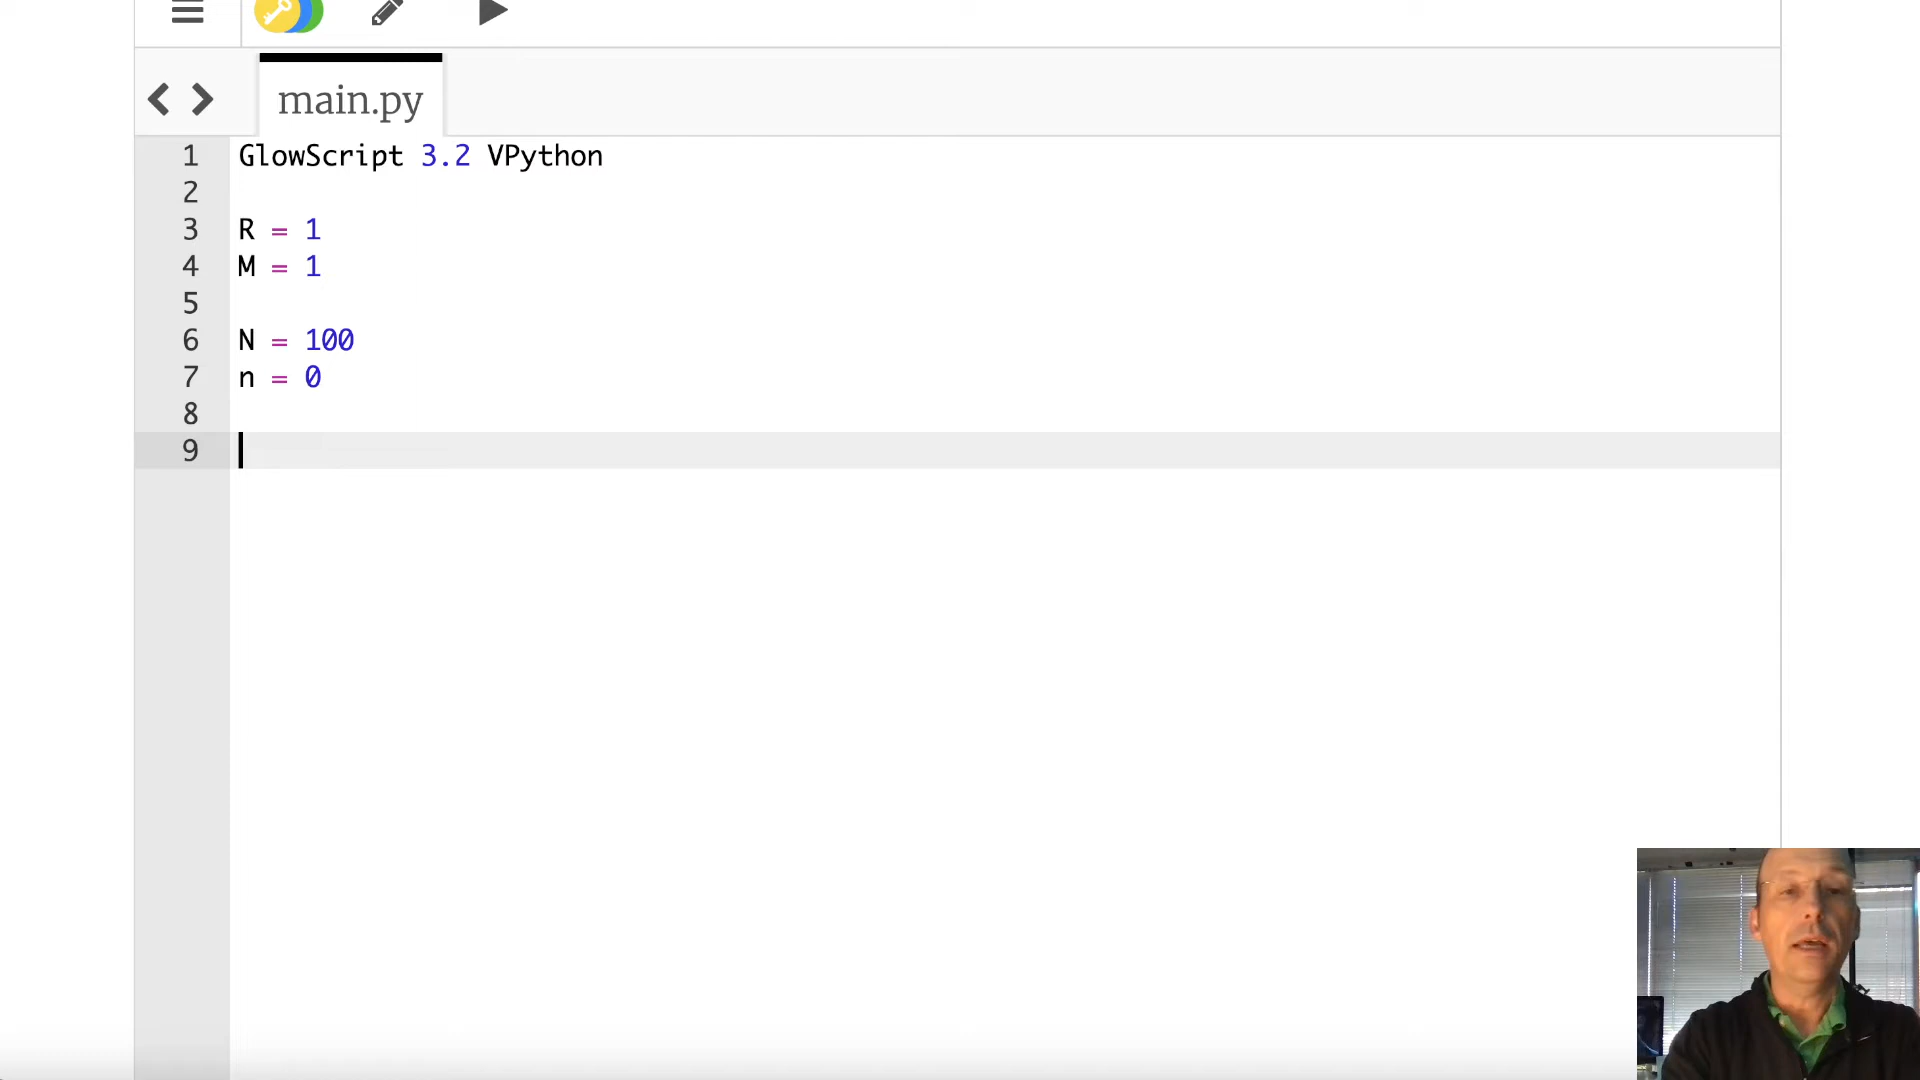 main.py
1 GlowScript 3.2 VPython
2
3 R = 1
4 M = 1
5
6 N = 100
7 n = 0
8
9